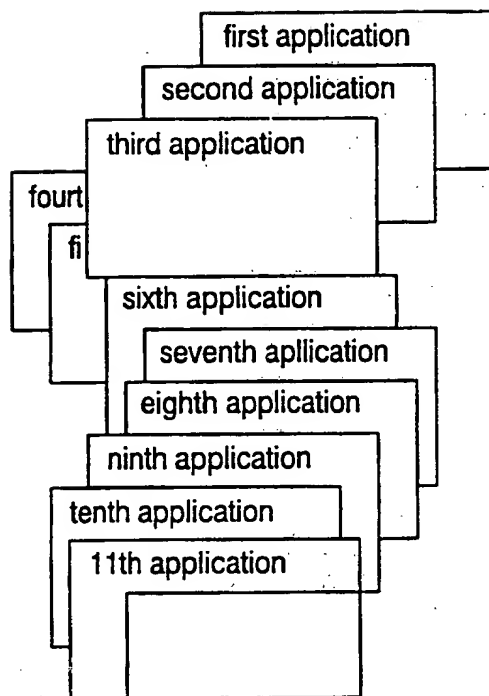 first application
second application
third application
fourt
fi
sixth application
seventh apllication
eighth application
ninth application
tenth application
11th application